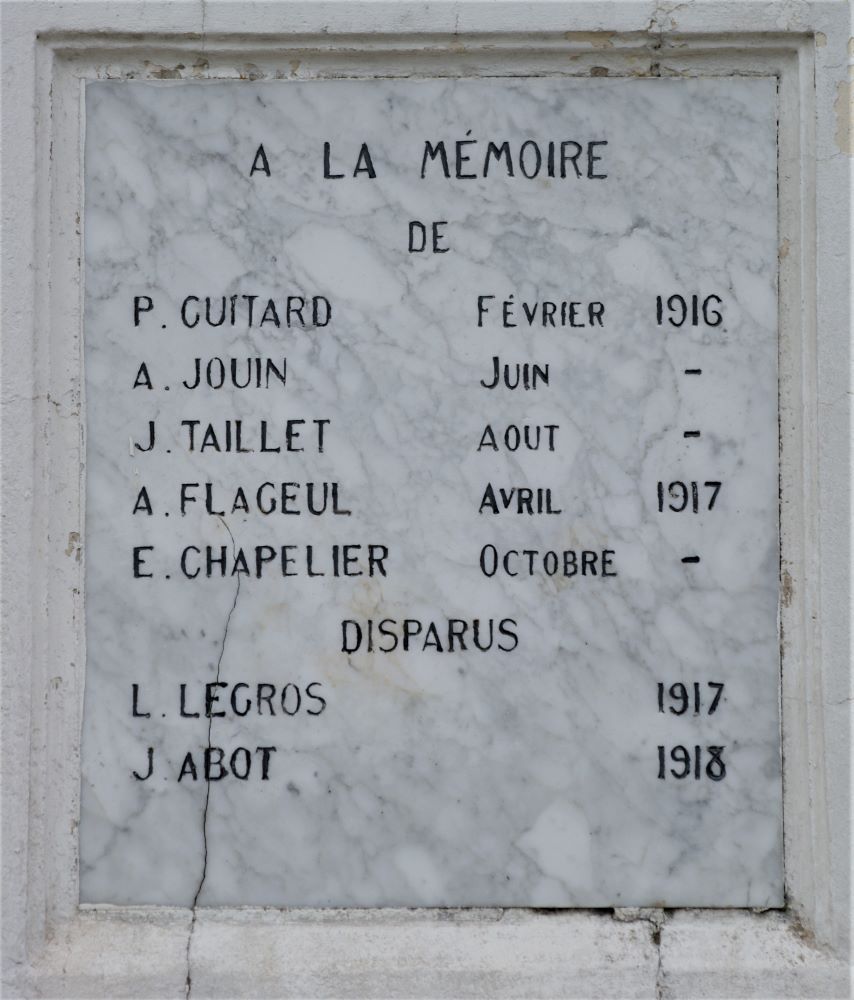 A LA MÉMOIRE
DE
P. GUITARD FÉVRIER 1916
A. JOUIN JUIN -
J. TAILLET AOUT -
A. FLAGEUL AVRIL 1917
E. CHAPELIER OCTOBRE -
DISPARUS
L. LEGROS 1917
J. ABOT 1918